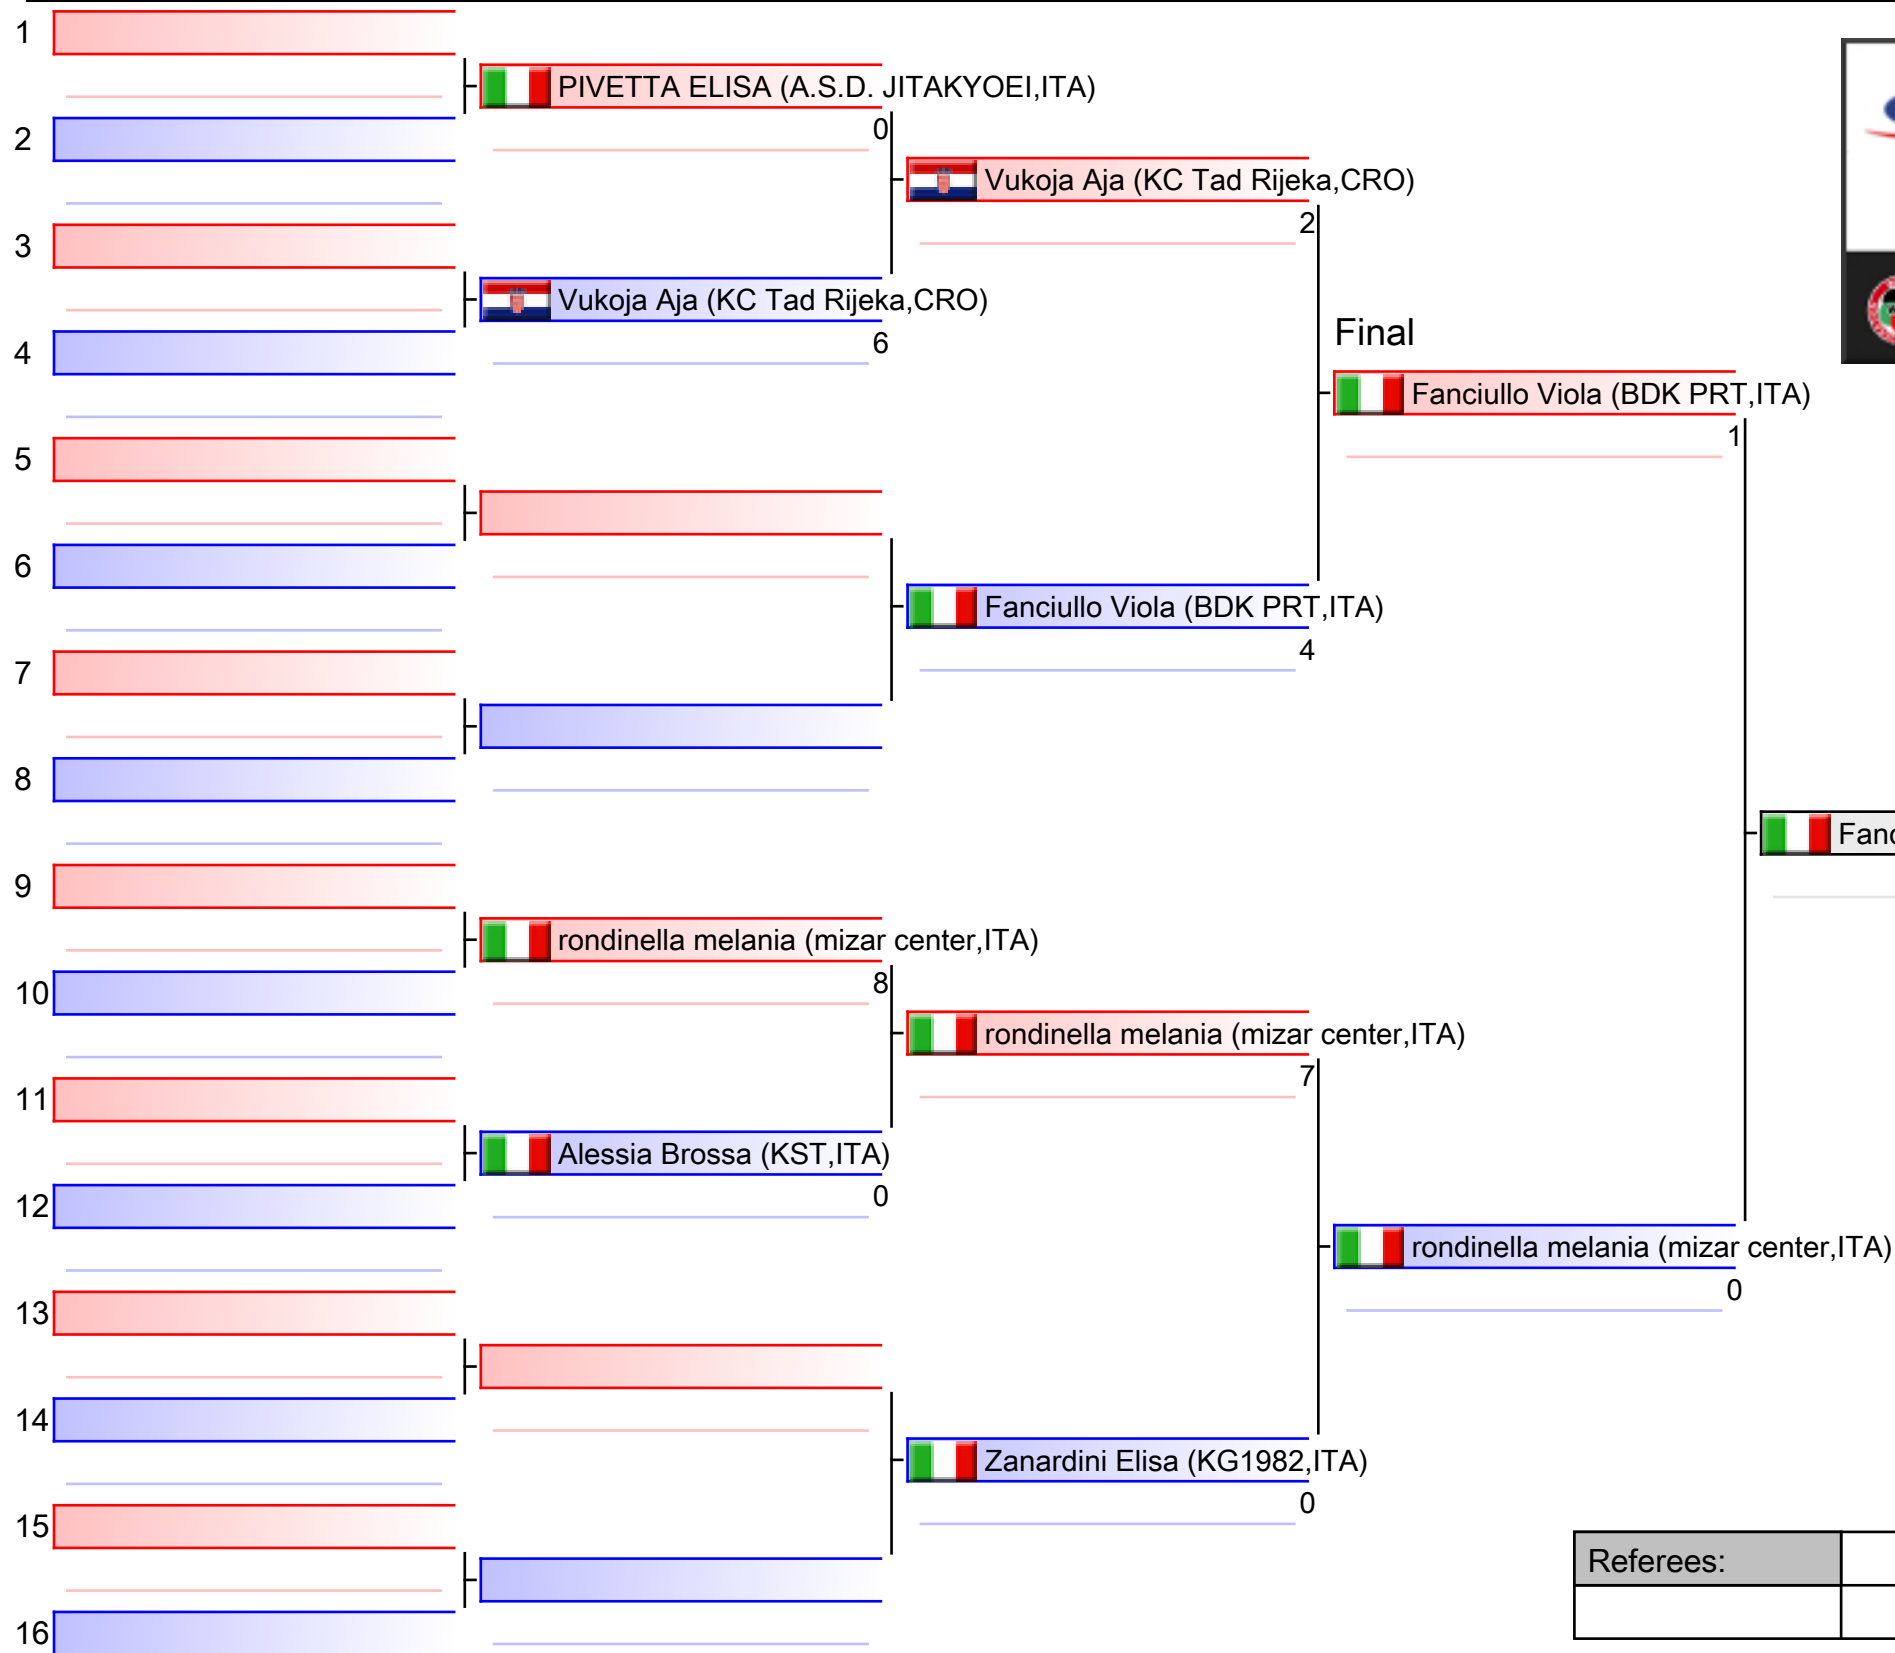 1
PIVETTA ELISA (A.S.D. JITAKYOEI,ITA)
0
2
Vukoja Aja (KC Tad Rijeka,CRO)
2
3
Vukoja Aja (KC Tad Rijeka,CRO)
6
4
Final
Fanciullo Viola (BDK PRT,ITA)
1
5
6
Fanciullo Viola (BDK PRT,ITA)
4
7
8
9
rondinella melania (mizar center,ITA)
8
10
rondinella melania (mizar center,ITA)
7
11
Alessia Brossa (KST,ITA)
0
12
rondinella melania (mizar center,ITA)
0
13
14
Zanardini Elisa (KG1982,ITA)
0
15
Referees:
16